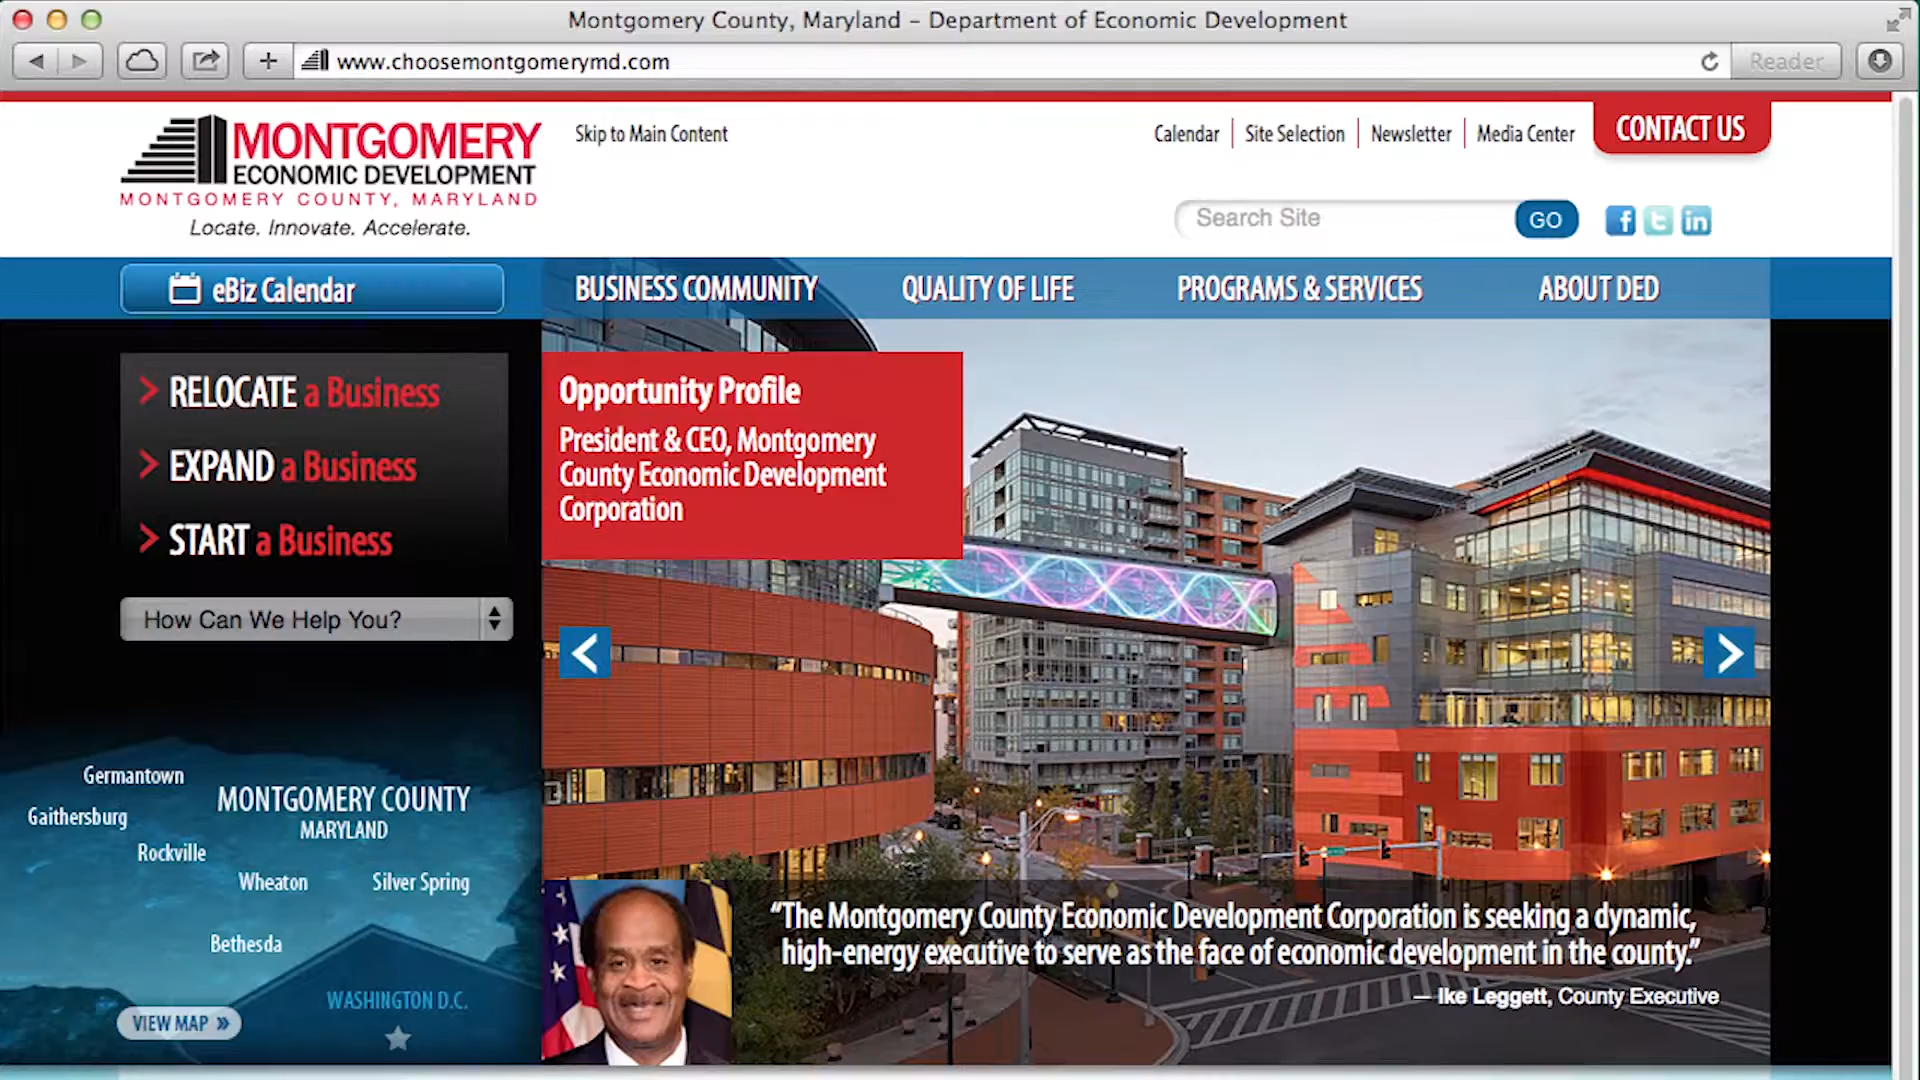 Montgomery County, Maryland – Department of Economic Development
www.choosemontgomerymd.com
Reader
MONTGOMERY
ECONOMIC DEVELOPMENT
MONTGOMERY COUNTY, MARYLAND
Locate. Innovate. Accelerate.
Skip to Main Content
Calendar
Site Selection
Newsletter
Media Center
CONTACT US
Search Site
GO
eBiz Calendar
BUSINESS COMMUNITY
QUALITY OF LIFE
PROGRAMS & SERVICES
ABOUT DED
RELOCATE a Business
EXPAND a Business
START a Business
How Can We Help You?
Opportunity Profile
President & CEO, Montgomery
County Economic Development
Corporation
Germantown
Gaithersburg
MONTGOMERY COUNTY
MARYLAND
Rockville
Wheaton
Silver Spring
Bethesda
WASHINGTON D.C.
VIEW MAP »
“The Montgomery County Economic Development Corporation is seeking a dynamic,
high-energy executive to serve as the face of economic development in the county.”
— Ike Leggett, County Executive